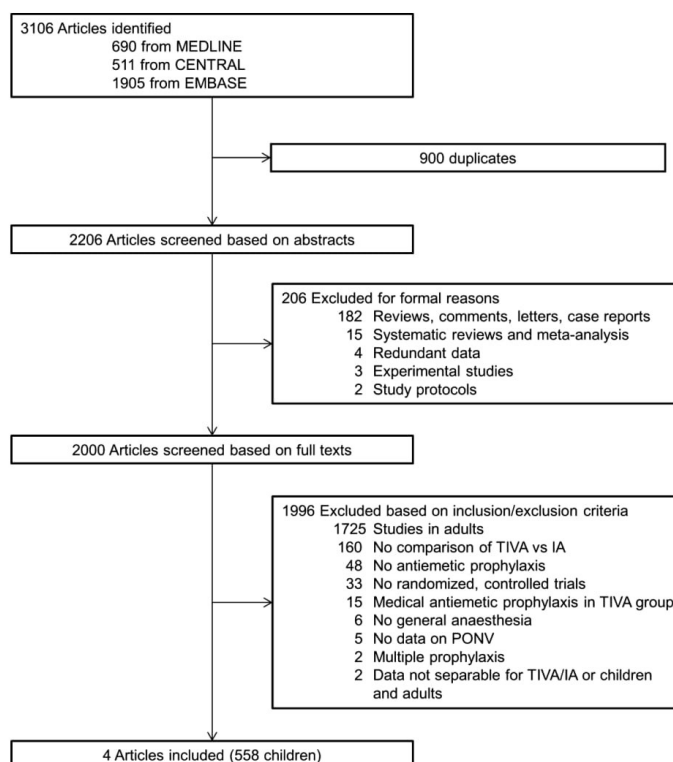 3106 Articles identified
690 from MEDLINE
511 from CENTRAL
1905 from EMBASE
900 duplicates
2206 Articles screened based on abstracts
206 Excluded for formal reasons
182 Reviews, comments, letters, case reports
15 Systematic reviews and meta-analysis
4 Redundant data
3 Experimental studies
2 Study protocols
2000 Articles screened based on full texts
1996 Excluded based on inclusion/exclusion criteria
1725 Studies in adults
160 No comparison of TIVA vs IA
48 No antiemetic prophylaxis
33 No randomized, controlled trials
15 Medical antiemetic prophylaxis in TIVA group
6 No general anaesthesia
5 No data on PONV
2 Multiple prophylaxis
2 Data not separable for TIVA/IA or children
and adults
4 Articles included (558 children)